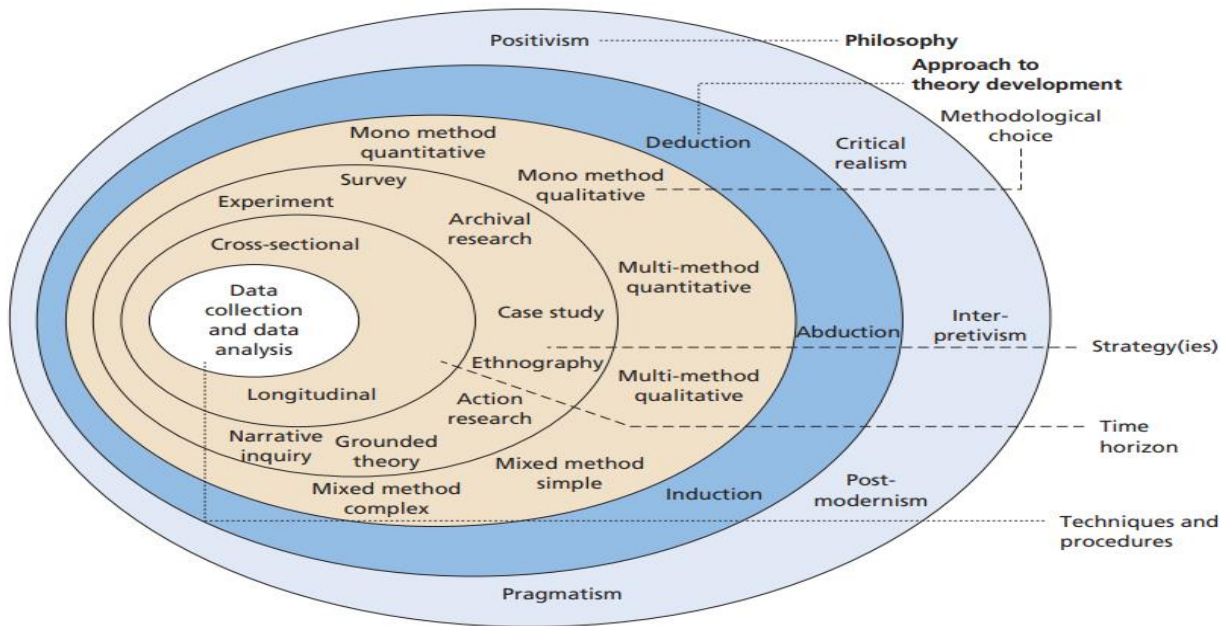 Positivism
Philosophy
Approach to
theory development
Methodological
choice
Mono method
quantitative
Deduction
Critical
realism
Survey
Mono method
qualitative
Experiment
Archival
research
Cross-sectional
Multi-method
quantitative
Data
collection
and data
analysis
Case study
Abduction
Inter-
pretivism
Strategy(ies)
Ethnography
Multi-method
qualitative
Longitudinal
Action
research
Time
horizon
Narrative
inquiry
Grounded
theory
Mixed method
simple
Mixed method
complex
Induction
Post-
modernism
Techniques and
procedures
Pragmatism